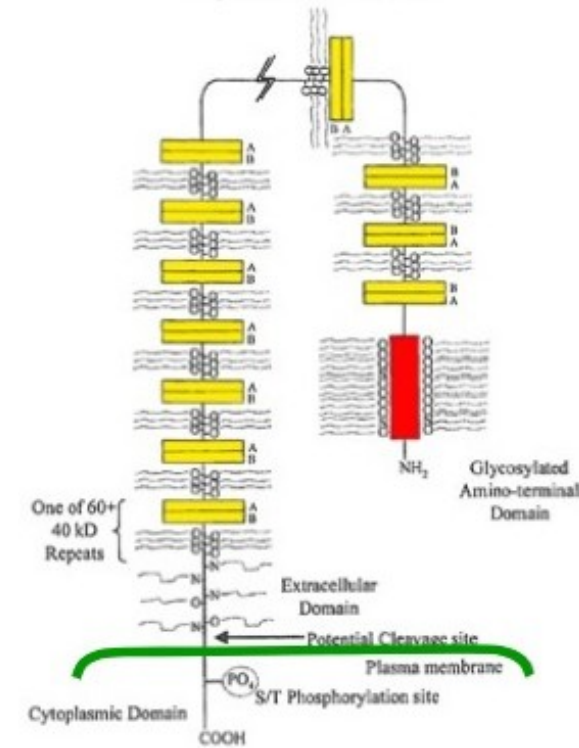 B A
A
B
A
B
A
B
A
B
A
B
A
B
A
B
B
A
B
A
B
A
NH2
Glycosylated
Amino-terminal
Domain
One of 60+
40 kD
Repeats
N
N
O
N
N
O
Extracellular
Domain
Potential Cleavage site
Plasma membrane
PO4
S/T Phosphorylation site
Cytoplasmic Domain
COOH